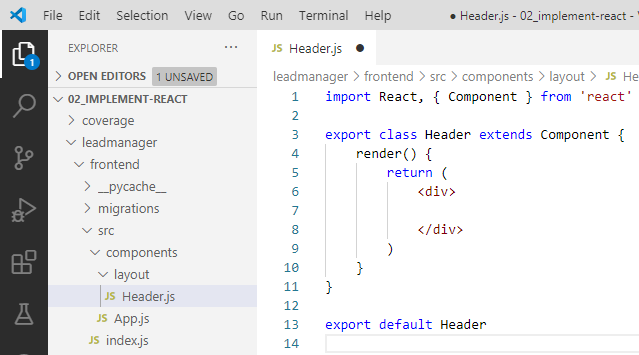 File Edit Selection View Go Run Terminal Help ● Header.js - 02_implement-react -
EXPLORER ···
OPEN EDITORS 1 UNSAVED
02_IMPLEMENT-REACT
coverage
leadmanager
frontend
__pycache__
migrations
src
components
layout
JS Header.js
JS App.js
JS index.js
1
JS Header.js ●
leadmanager > frontend > src > components > layout > JS He
1 import React, { Component } from 'react'
2
3 export class Header extends Component {
4 render() {
5 return (
6 <div>
7
8 </div>
9 )
10 }
11 }
12
13 export default Header
14